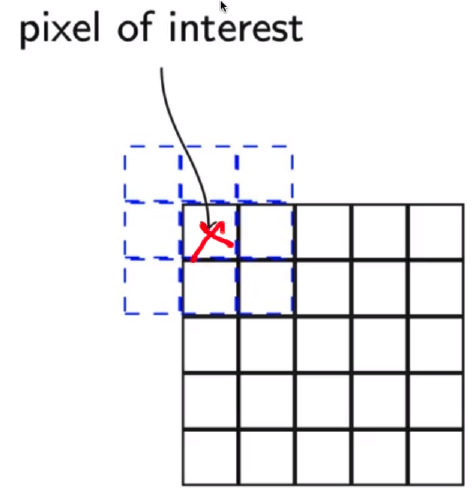 pixel of interest